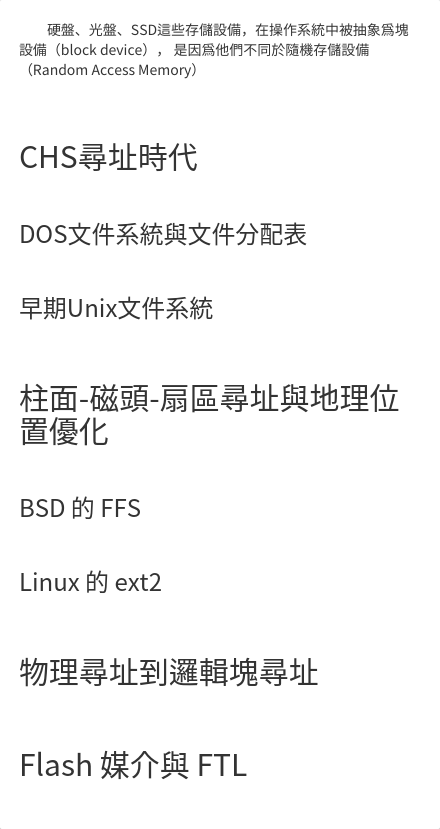 硬盤、光盤、SSD這些存儲設備，在操作系統中被抽象爲塊
設備（block device）， 是因爲他們不同於隨機存儲設備
（Random Access Memory）
CHS尋址時代
DOS文件系統與文件分配表
早期Unix文件系統
柱面-磁頭-扇區尋址與地理位
置優化
BSD 的 FFS
Linux 的 ext2
物理尋址到邏輯塊尋址
Flash 媒介與 FTL